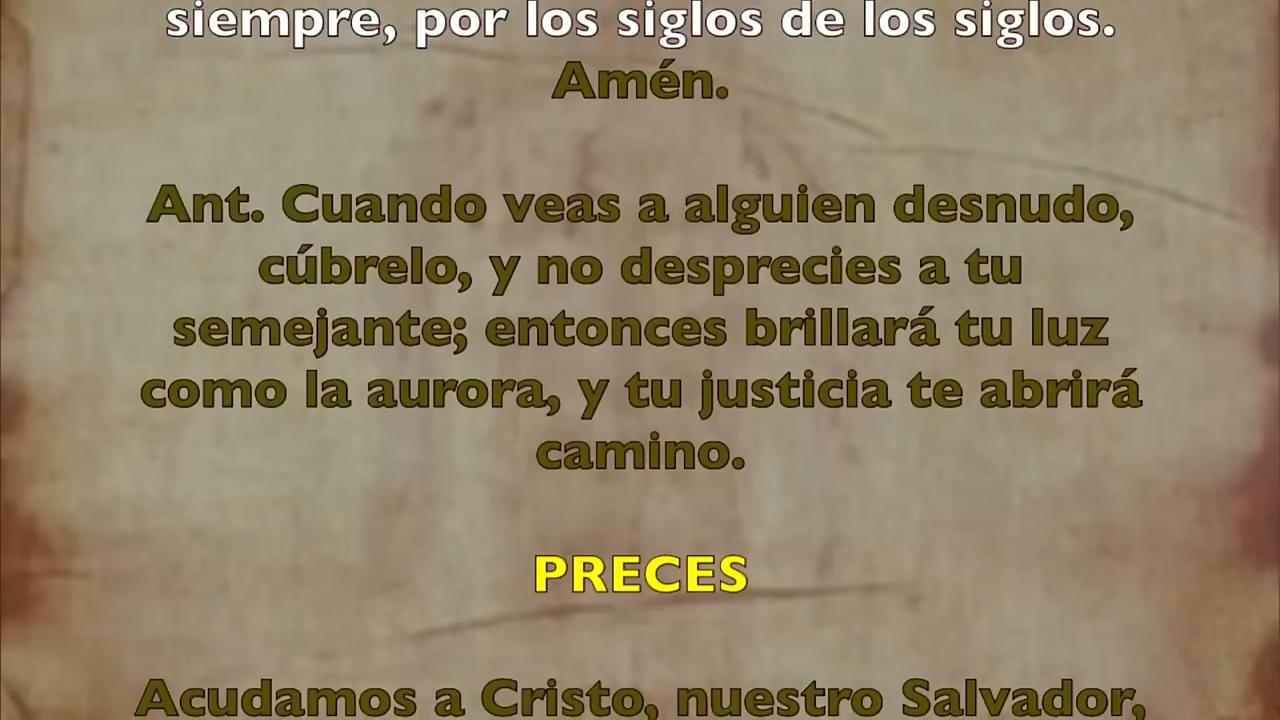 siempre, por los siglos de los siglos.
Amén.
Ant. Cuando veas a alguien desnudo,
cúbrelo, y no desprecies a tu
semejante; entonces brillará tu luz
como la aurora, y tu justicia te abrirá
camino.
PRECES
Acudamos a Cristo, nuestro Salvador,